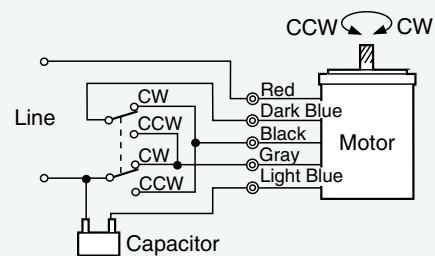 CCW CW
Red
Dark Blue
CW
Line
CCW
Black
Motor
CW
Gray
CCW
Light Blue
Capacitor